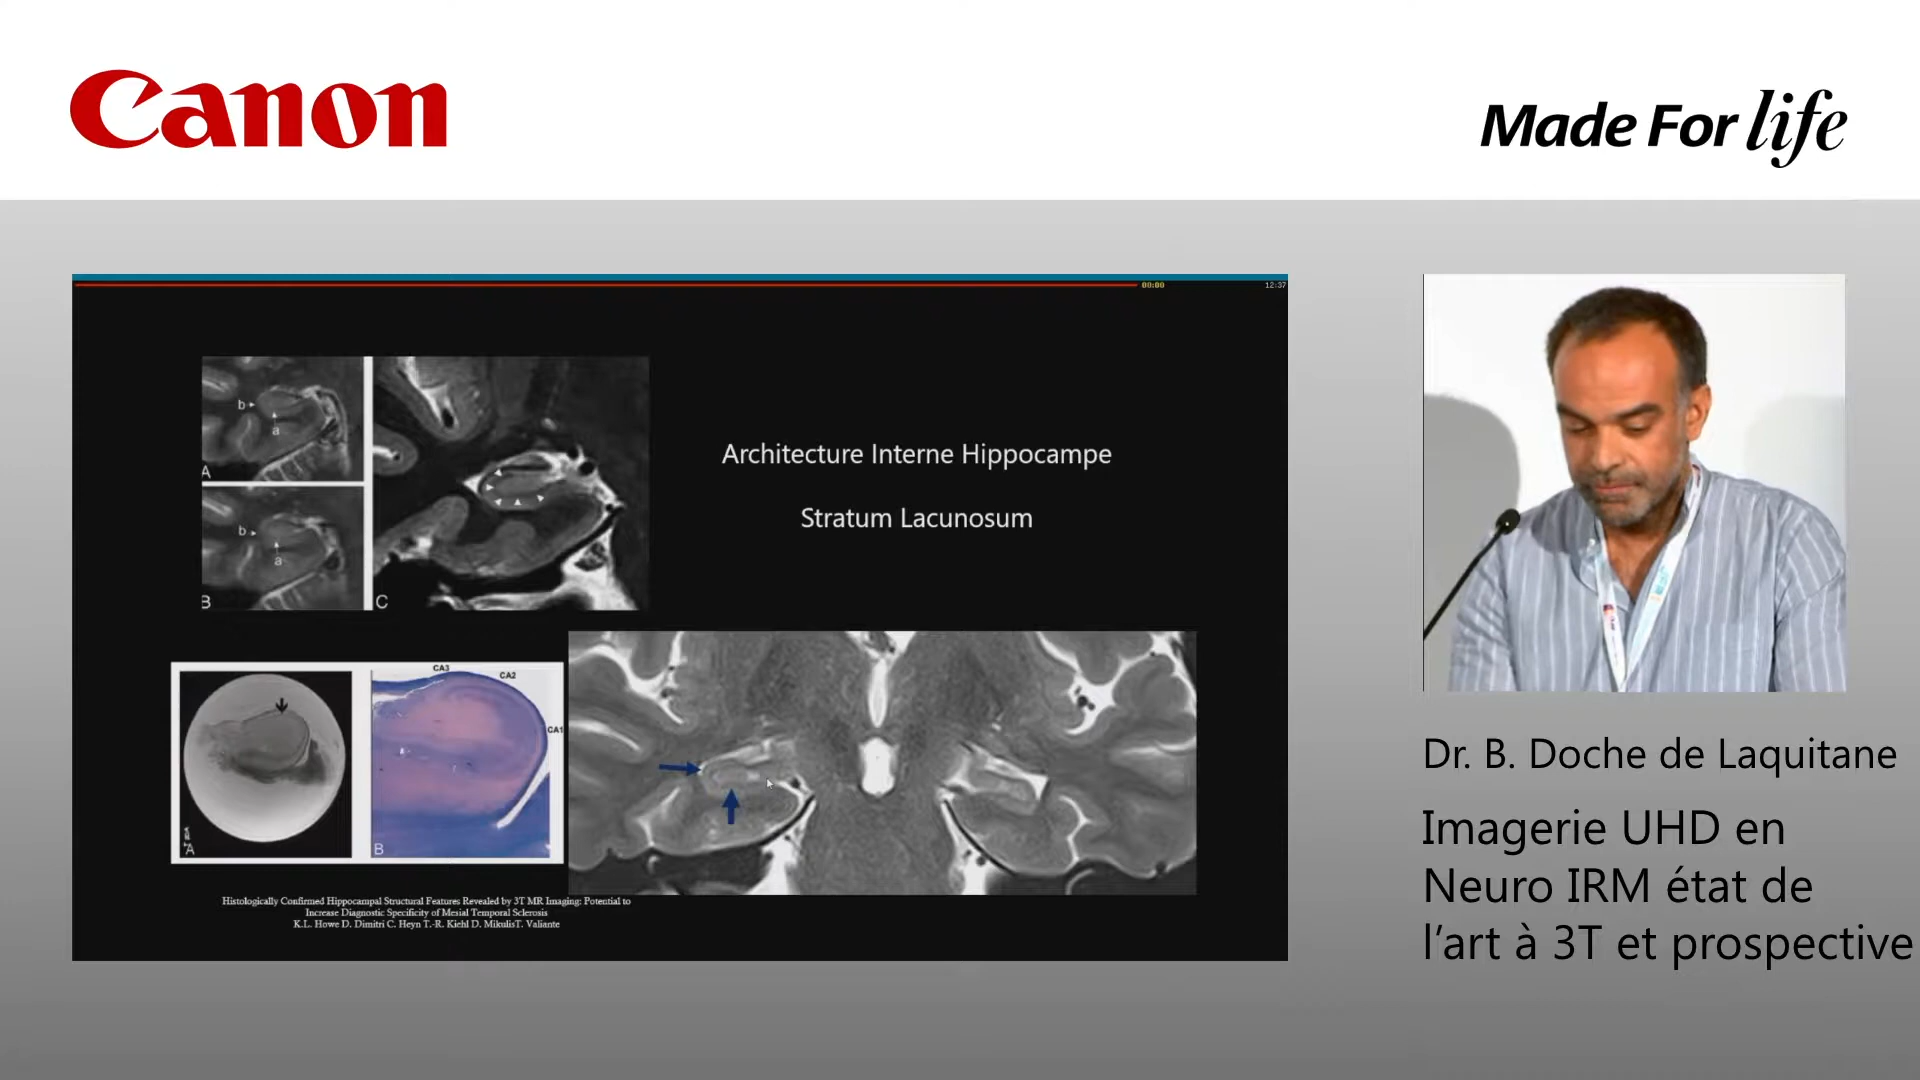 Canon
Made For life
00:00
12:37
b
a
A
b
a
B
C
Architecture Interne Hippocampe
Stratum Lacunosum
CA3
CA2
CA1
A
B
Histologically Confirmed Hippocampal Structural Features Revealed by 3T MR Imaging: Potential to
Increase Diagnostic Specificity of Mesial Temporal Sclerosis
K.L. Howe D. Dimitri C. Heyn T.-R. Kiehl D. MikulisT. Valiante
Dr. B. Doche de Laquitane
Imagerie UHD en
Neuro IRM état de
l’art à 3T et prospective